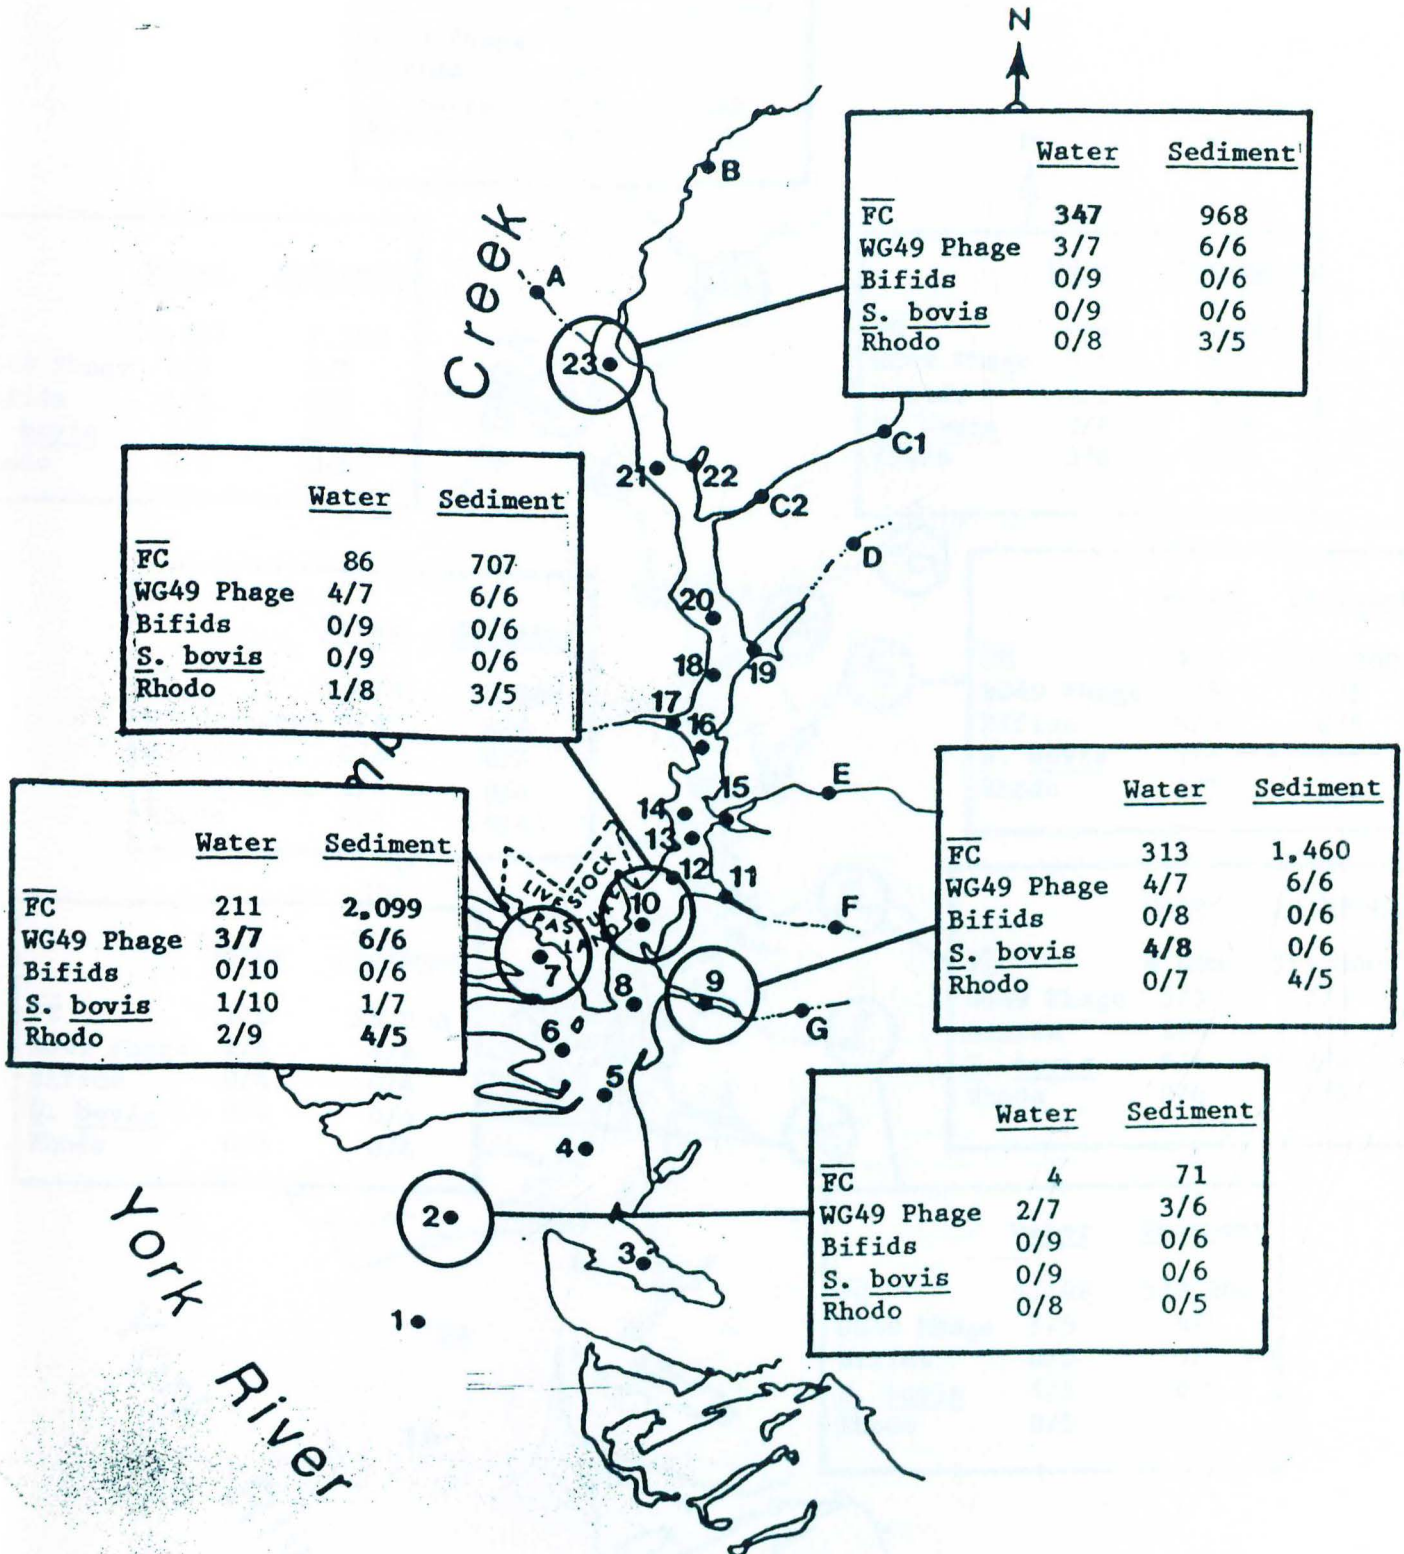 N
Water Sediment
FC 347 968
WG49 Phage 3/7 6/6
Bifids 0/9 0/6
S. bovis 0/9 0/6
Rhodo 0/8 3/5
B
Creek
A
23
C1
21
22
C2
Water Sediment
FC 86 707
WG49 Phage 4/7 6/6
Bifids 0/9 0/6
S. bovis 0/9 0/6
Rhodo 1/8 3/5
D
20
18
19
17
16
E
15
14
13
12
11
Water Sediment
FC 313 1,460
WG49 Phage 4/7 6/6
Bifids 0/8 0/6
S. bovis 4/8 0/6
Rhodo 0/7 4/5
Water Sediment
FC 211 2,099
WG49 Phage 3/7 6/6
Bifids 0/10 0/6
S. bovis 1/10 1/7
Rhodo 2/9 4/5
LIVESTOCK
PAS
10
F
7
9
8
G
6
5
4
Water Sediment
FC 4 71
WG49 Phage 2/7 3/6
Bifids 0/9 0/6
S. bovis 0/9 0/6
Rhodo 0/8 0/5
2
3
1
York River